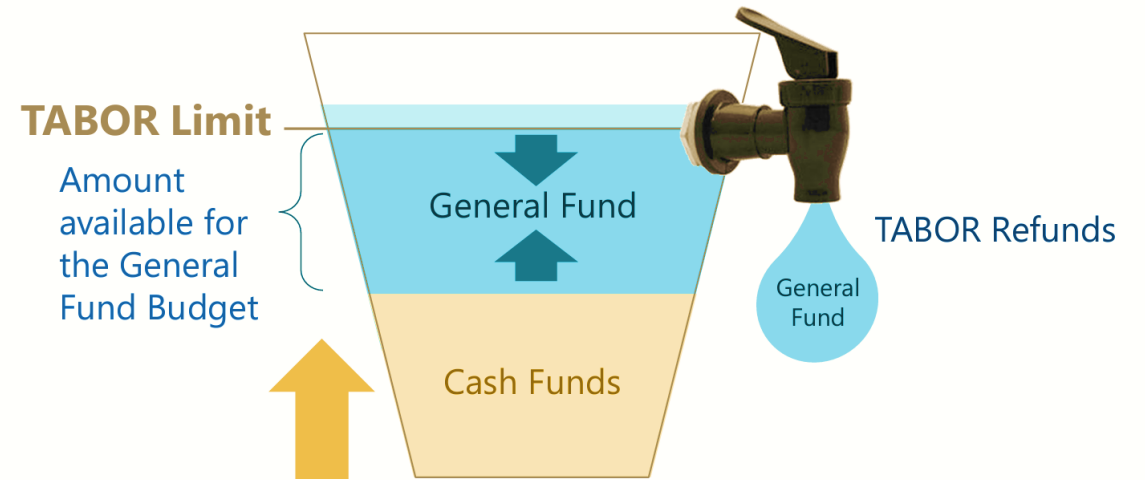 TABOR Limit
Amount
available for
the General
Fund Budget
General Fund
Cash Funds
TABOR Refunds
General
Fund